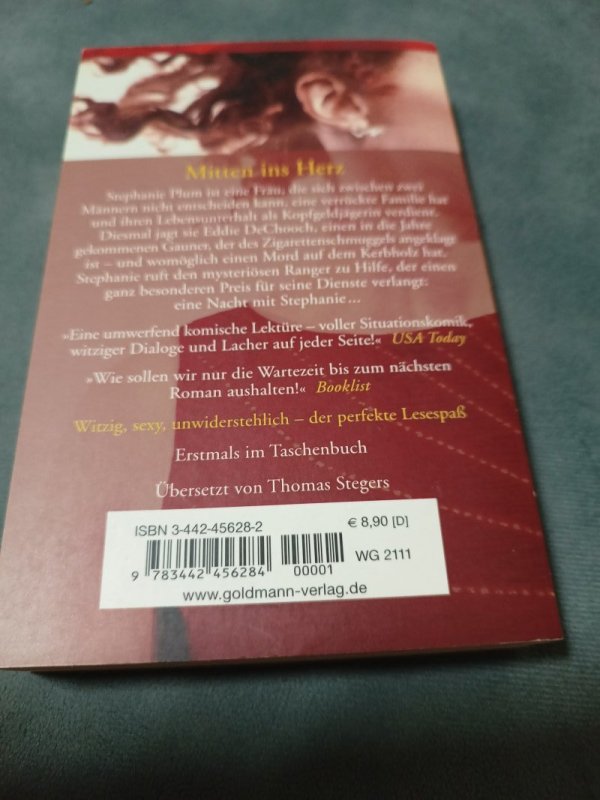 Mitten ins Herz
Stephanie Plum ist eine Frau, die sich zwischen zwei
Männern nicht entscheiden kann, eine verrückte Familie hat
und ihren Lebensunterhalt als Kopfgeldjägerin verdient.
Diesmal jagt sie Eddie DeChooch, einen in die Jahre
gekommenen Gauner, der des Zigarettenschmuggels angeklagt
ist – und womöglich einen Mord auf dem Kerbholz hat.
Stephanie ruft den mysteriösen Ranger zu Hilfe, der einen
ganz besonderen Preis für seine Dienste verlangt:
eine Nacht mit Stephanie ...
»Eine umwerfend komische Lektüre – voller Situationskomik,
witziger Dialoge und Lacher auf jeder Seite!« USA Today
»Wie sollen wir nur die Wartezeit bis zum nächsten
Roman aushalten!« Booklist
Witzig, sexy, unwiderstehlich – der perfekte Lesespaß
Erstmals im Taschenbuch
Übersetzt von Thomas Stegers
ISBN 3-442-45628-2 € 8,90 [D]
00001 WG 2111
9 783442 456284
www.goldmann-verlag.de